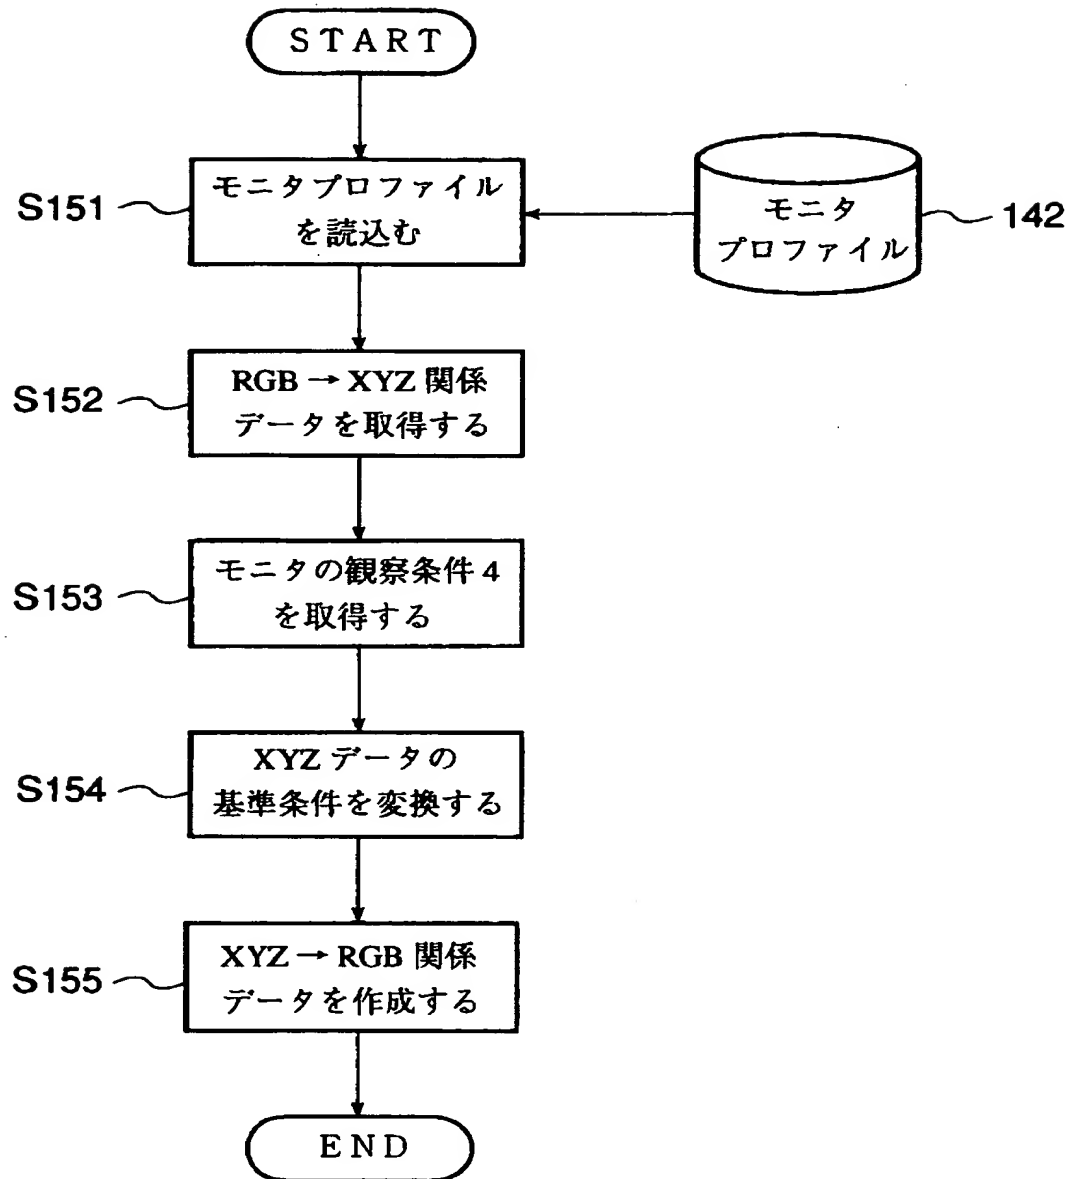 START
S151
モニタプロファイル
を読込む
モニタ
プロファイル
142
S152
RGB → XYZ 関係
データを取得する
S153
モニタの観察条件 4
を取得する
S154
XYZ データの
基準条件を変換する
S155
XYZ → RGB 関係
データを作成する
END